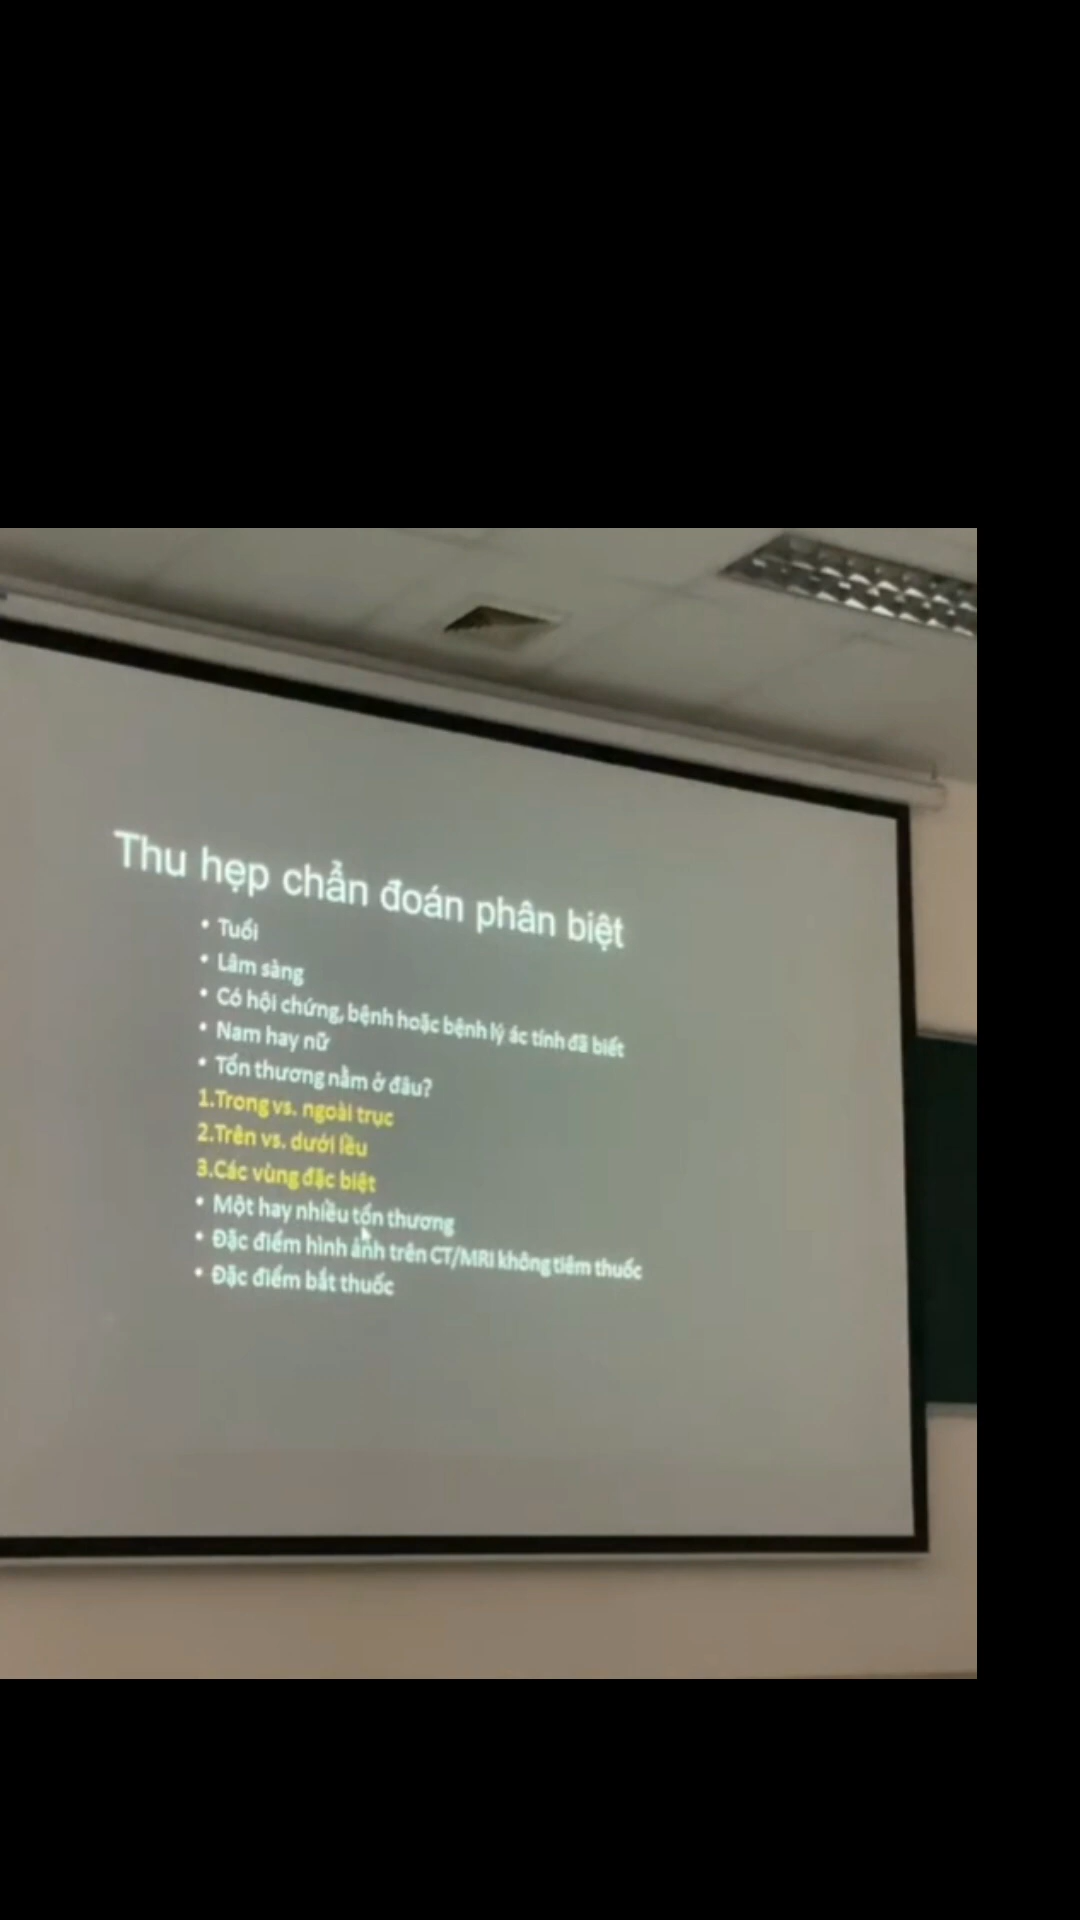 Thu hẹp chẩn đoán phân biệt
• Tuổi
• Lâm sàng
• Có hội chứng, bệnh hoặc bệnh lý ác tính đã biết
• Nam hay nữ
• Tổn thương nằm ở đâu?
1.Trong vs. ngoài trục
2.Trên vs. dưới lều
3.Các vùng đặc biệt
• Một hay nhiều tổn thương
• Đặc điểm hình ảnh trên CT/MRI không tiêm thuốc
• Đặc điểm bắt thuốc